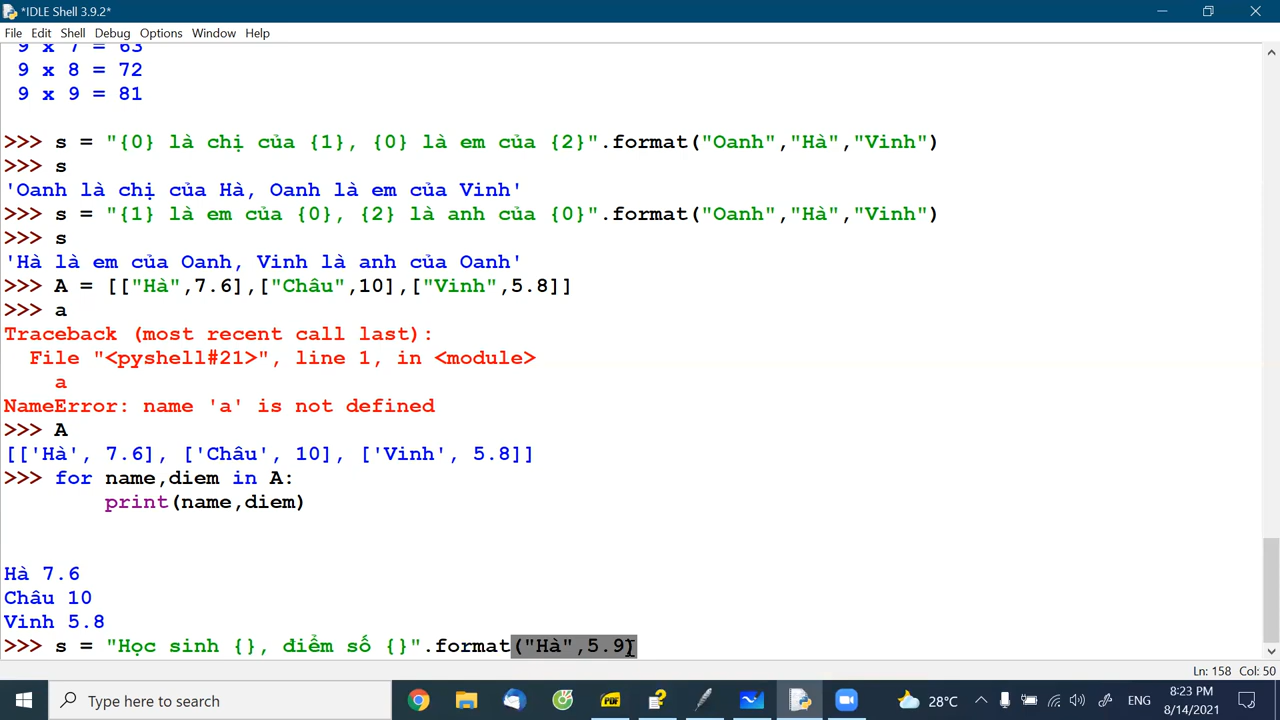 *IDLE Shell 3.9.2*
File Edit Shell Debug Options Window Help
9 x 7 = 63
9 x 8 = 72
9 x 9 = 81
>>> s = "{0} là chị của {1}, {0} là em của {2}".format("Oanh","Hà","Vinh")
>>> s
'Oanh là chị của Hà, Oanh là em của Vinh'
>>> s = "{1} là em của {0}, {2} là anh của {0}".format("Oanh","Hà","Vinh")
>>> s
'Hà là em của Oanh, Vinh là anh của Oanh'
>>> A = [["Hà",7.6],["Châu",10],["Vinh",5.8]]
>>> a
Traceback (most recent call last):
  File "<pyshell#21>", line 1, in <module>
    a
NameError: name 'a' is not defined
>>> A
[['Hà', 7.6], ['Châu', 10], ['Vinh', 5.8]]
>>> for name,diem in A:
        print(name,diem)
Hà 7.6
Châu 10
Vinh 5.8
>>> s = "Học sinh {}, điểm số {}".format("Hà",5.9)
Ln: 158 Col: 50
Type here to search
PDF
28°C
ENG
8:23 PM
8/14/2021